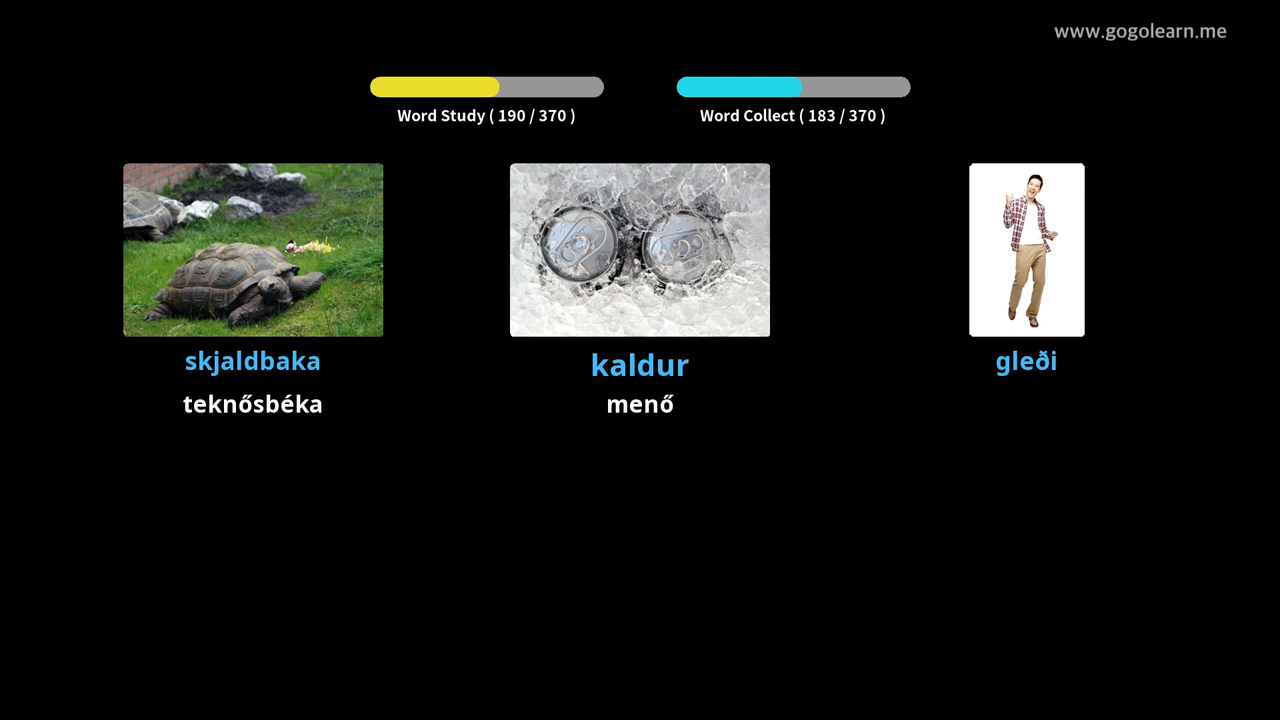 www.gogolearn.me
Word Study ( 190 / 370 )
Word Collect ( 183 / 370 )
skjaldbaka
kaldur
gleði
teknősbéka
menő